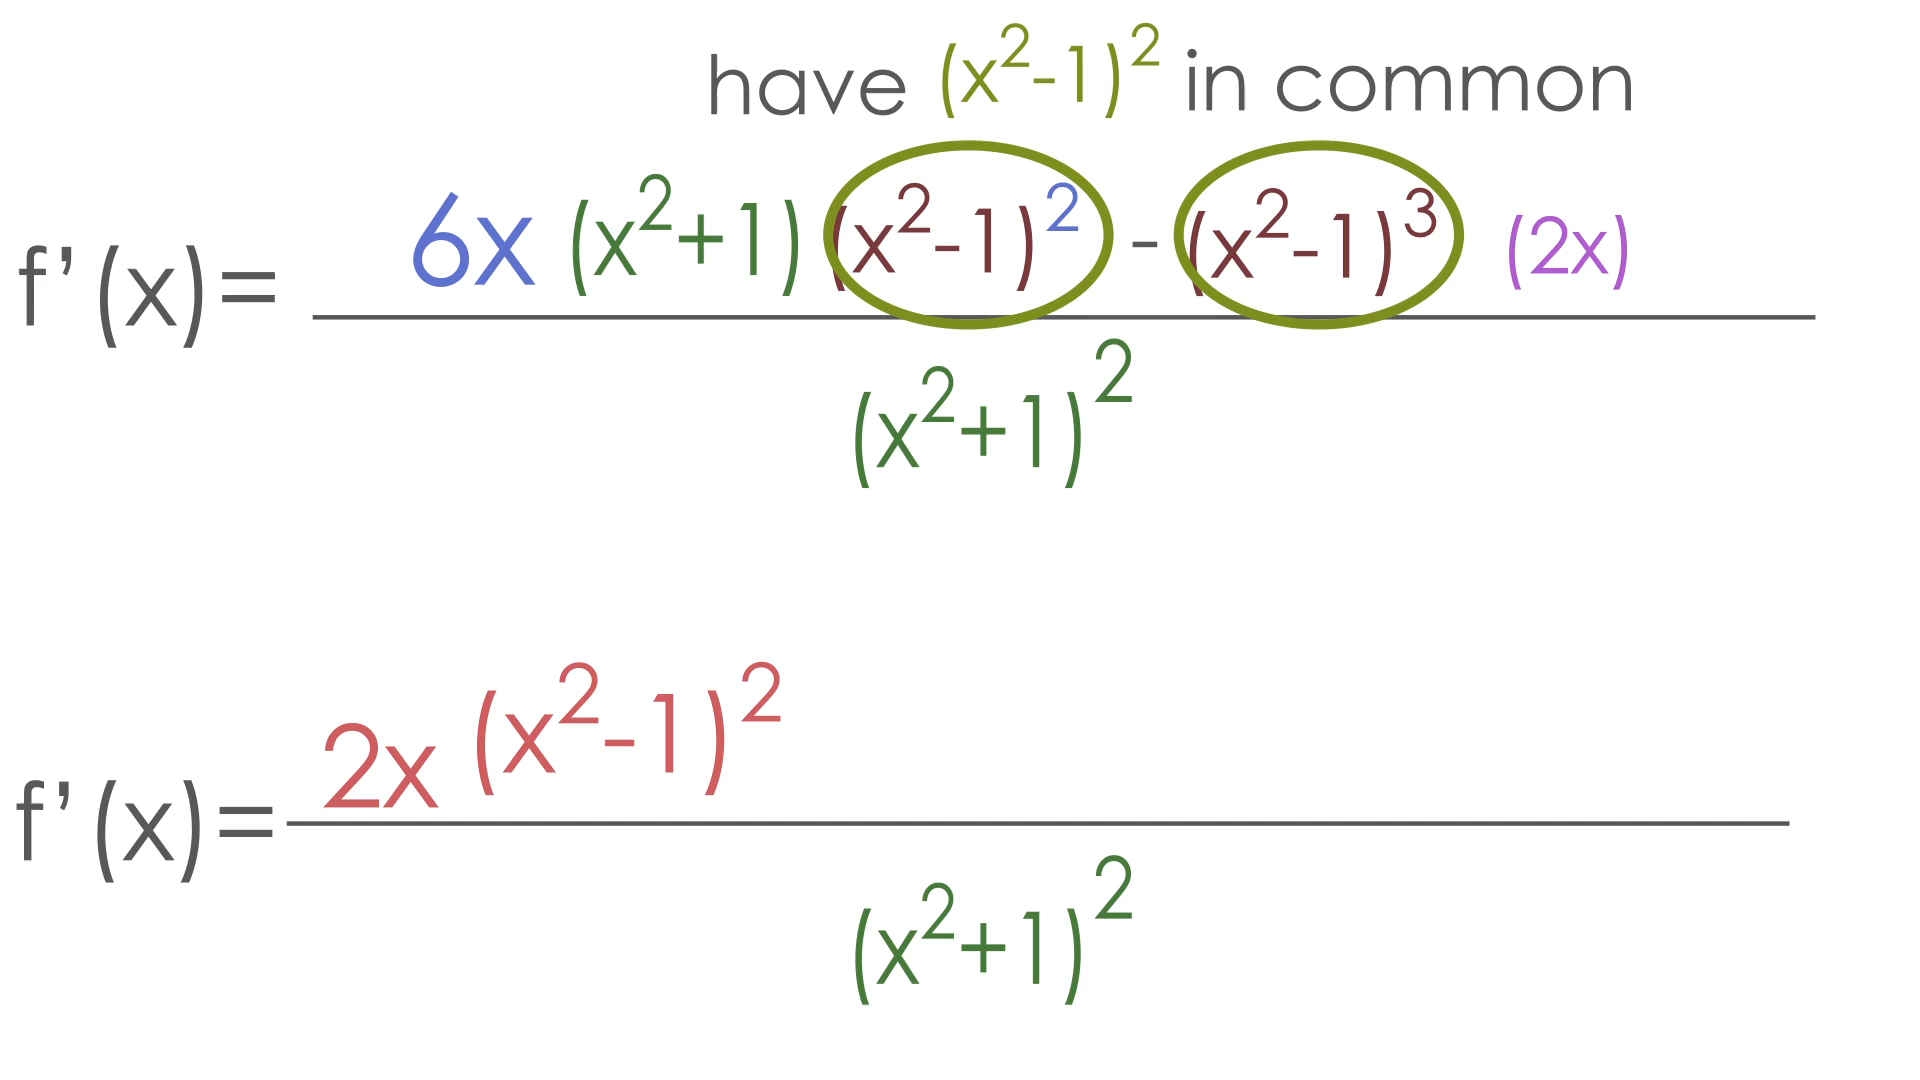 have (x²-1)² in common
f'(x)= 6x (x²+1) (x²-1)² - (x²-1)³ (2x)
(x²+1)²
f'(x)= 2x (x²-1)²
(x²+1)²